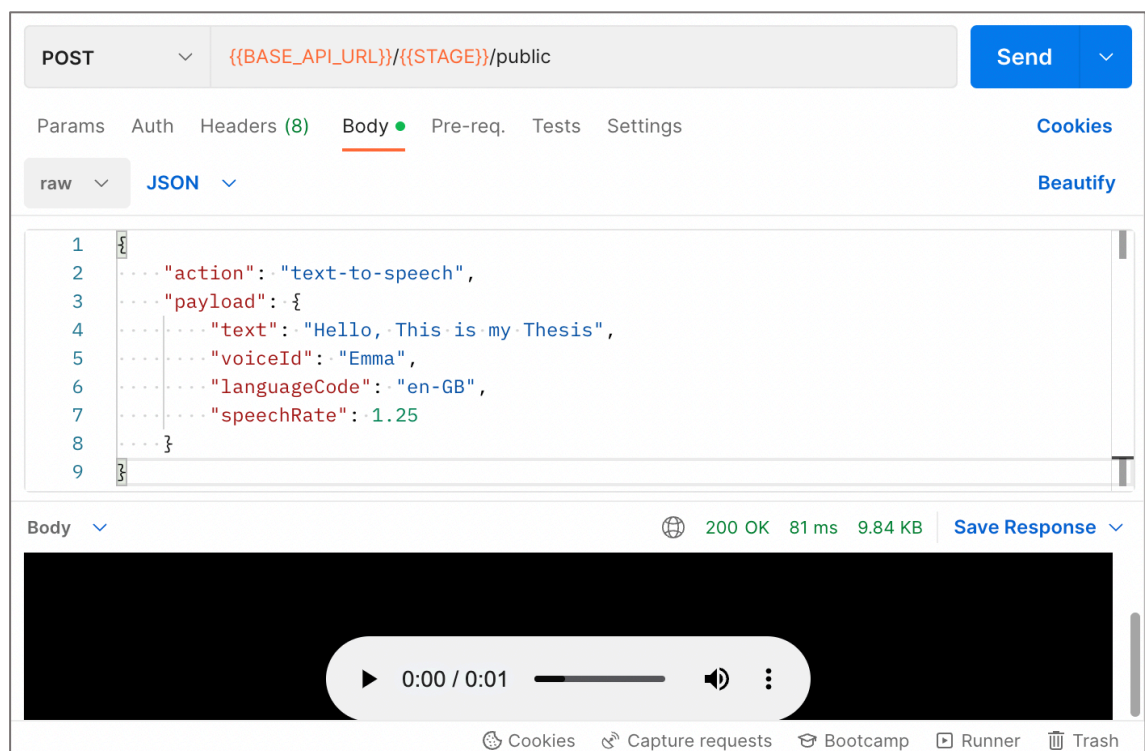 POST {{BASE_API_URL}}/{{STAGE}}/public Send
Params Auth Headers (8) Body Pre-req. Tests Settings Cookies
raw JSON Beautify
1 {
2 "action": "text-to-speech",
3 "payload": {
4 "text": "Hello, This is my Thesis",
5 "voiceId": "Emma",
6 "languageCode": "en-GB",
7 "speechRate": 1.25
8 }
9 }
Body 200 OK 81 ms 9.84 KB Save Response
0:00 / 0:01
Cookies Capture requests Bootcamp Runner Trash